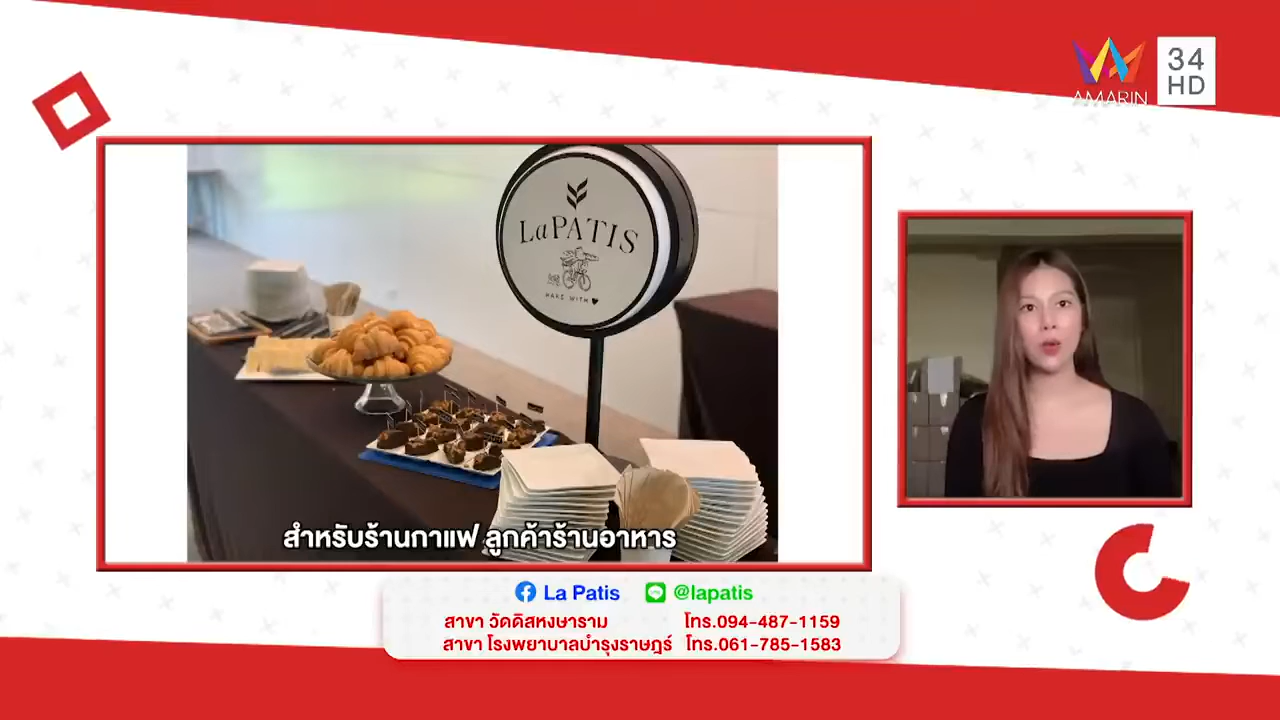 AMARIN
34
HD
LaPATIS
MAKE WITH
สำหรับร้านกาแฟ ลูกค้าร้านอาหาร
La Patis @lapatis
สาขา วัดดิสหงษาราม โทร.094-487-1159
สาขา โรงพยาบาลบำรุงราษฎร์ โทร.061-785-1583